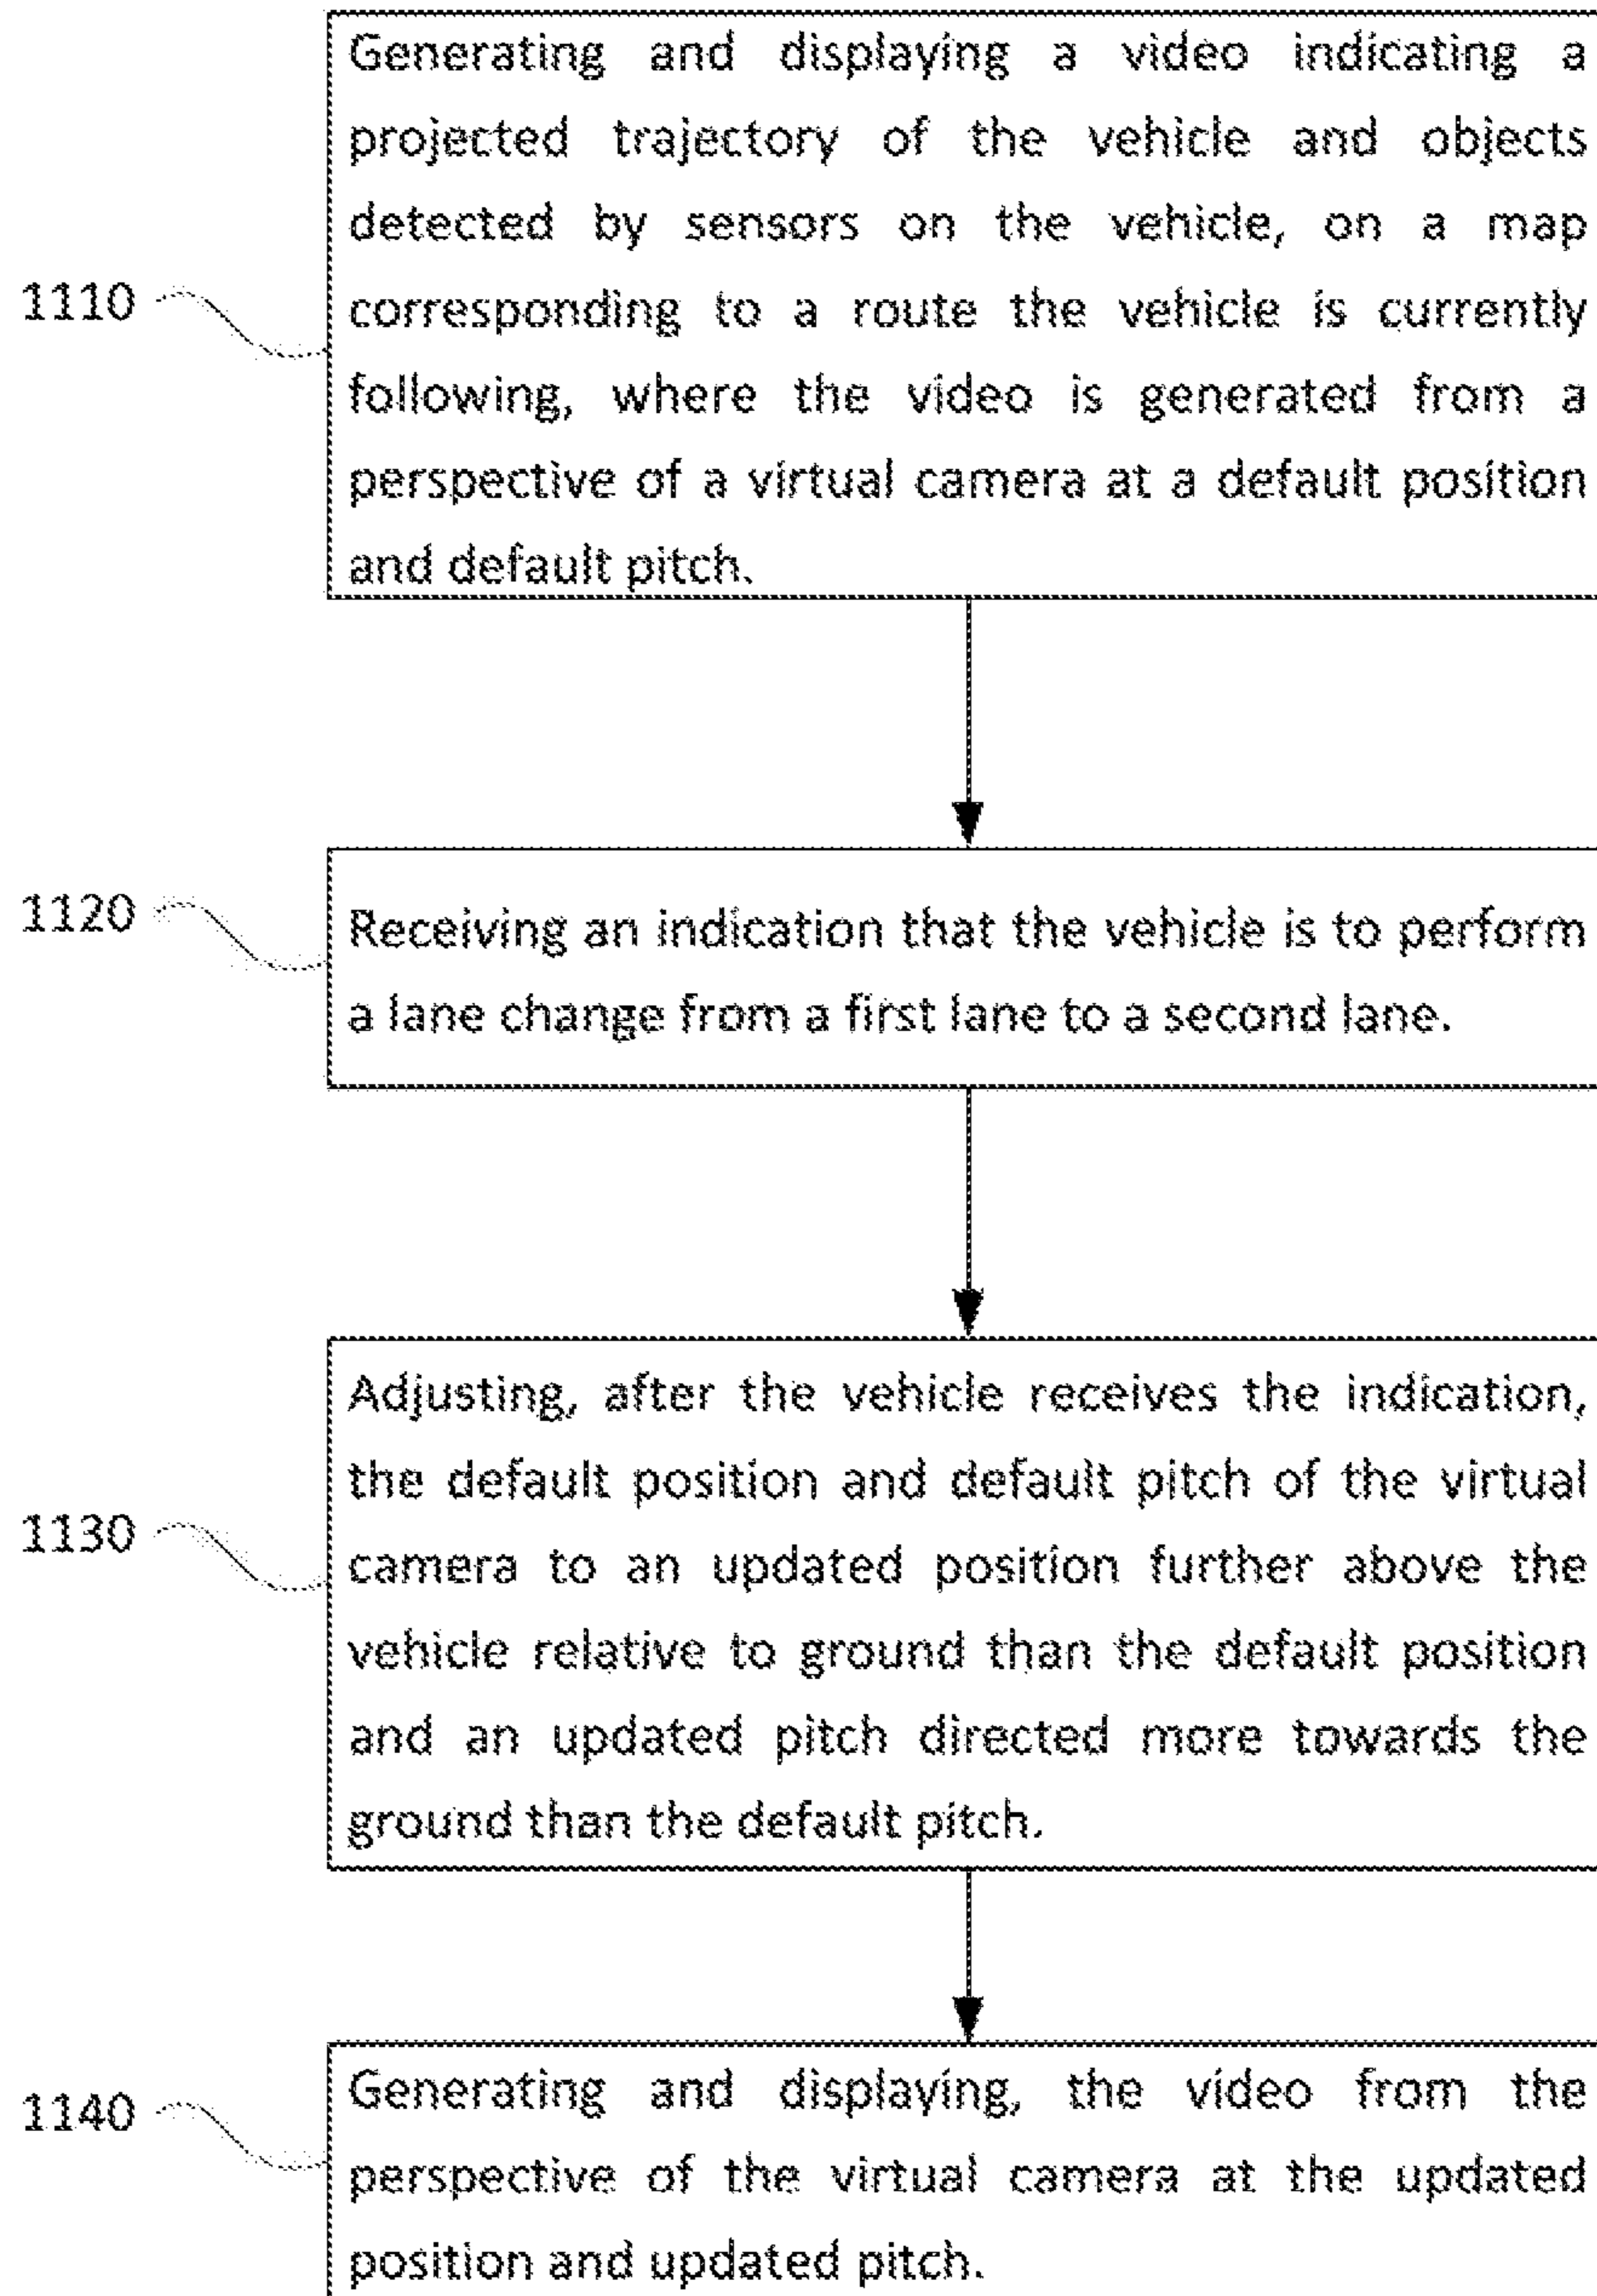 Generating and displaying a video indicating a
projected trajectory of the vehicle and objects
detected by sensors on the vehicle, on a map
1110
corresponding to a route the vehicle is currently
following, where the video is generated from a
perspective of a virtual camera at a default position
and default pitch.
1120
Receiving an indication that the vehicle is to perform
a lane change from a first lane to a second lane.
Adjusting, after the vehicle receives the indication,
the default position and default pitch of the virtual
1130
camera to an updated position further above the
vehicle relative to ground than the default position
and an updated pitch directed more towards the
ground than the default pitch.
Generating and displaying, the video from the
1140
perspective of the virtual camera at the updated
position and updated pitch.